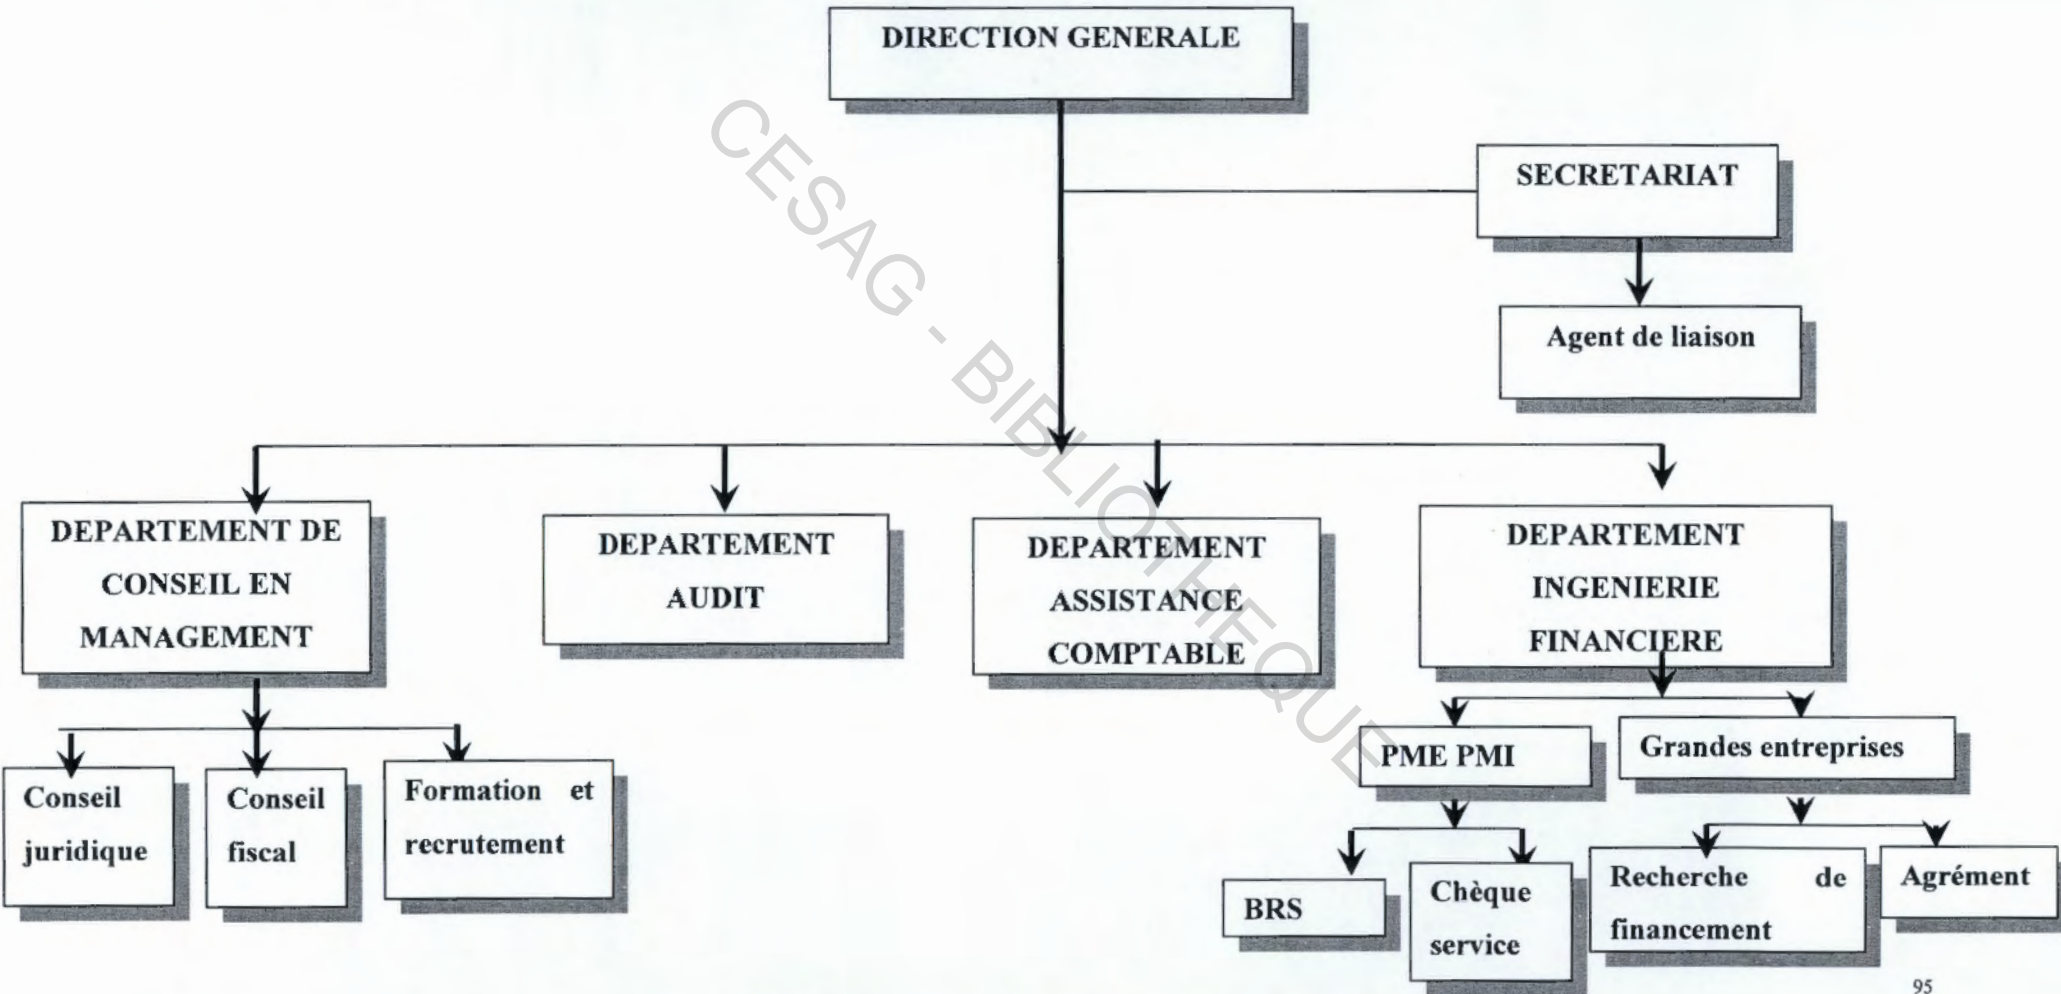 DIRECTION GENERALE
SECRETARIAT
Agent de liaison
DEPARTEMENT DE
CONSEIL EN
MANAGEMENT
DEPARTEMENT
AUDIT
DEPARTEMENT
ASSISTANCE
COMPTABLE
DEPARTEMENT
INGENIERIE
FINANCIERE
Conseil
juridique
Conseil
fiscal
Formation et
recrutement
PME PMI
Grandes entreprises
BRS
Chèque
service
Recherche de
financement
Agrément
95
CESAG - BIBLIOTHEQUE